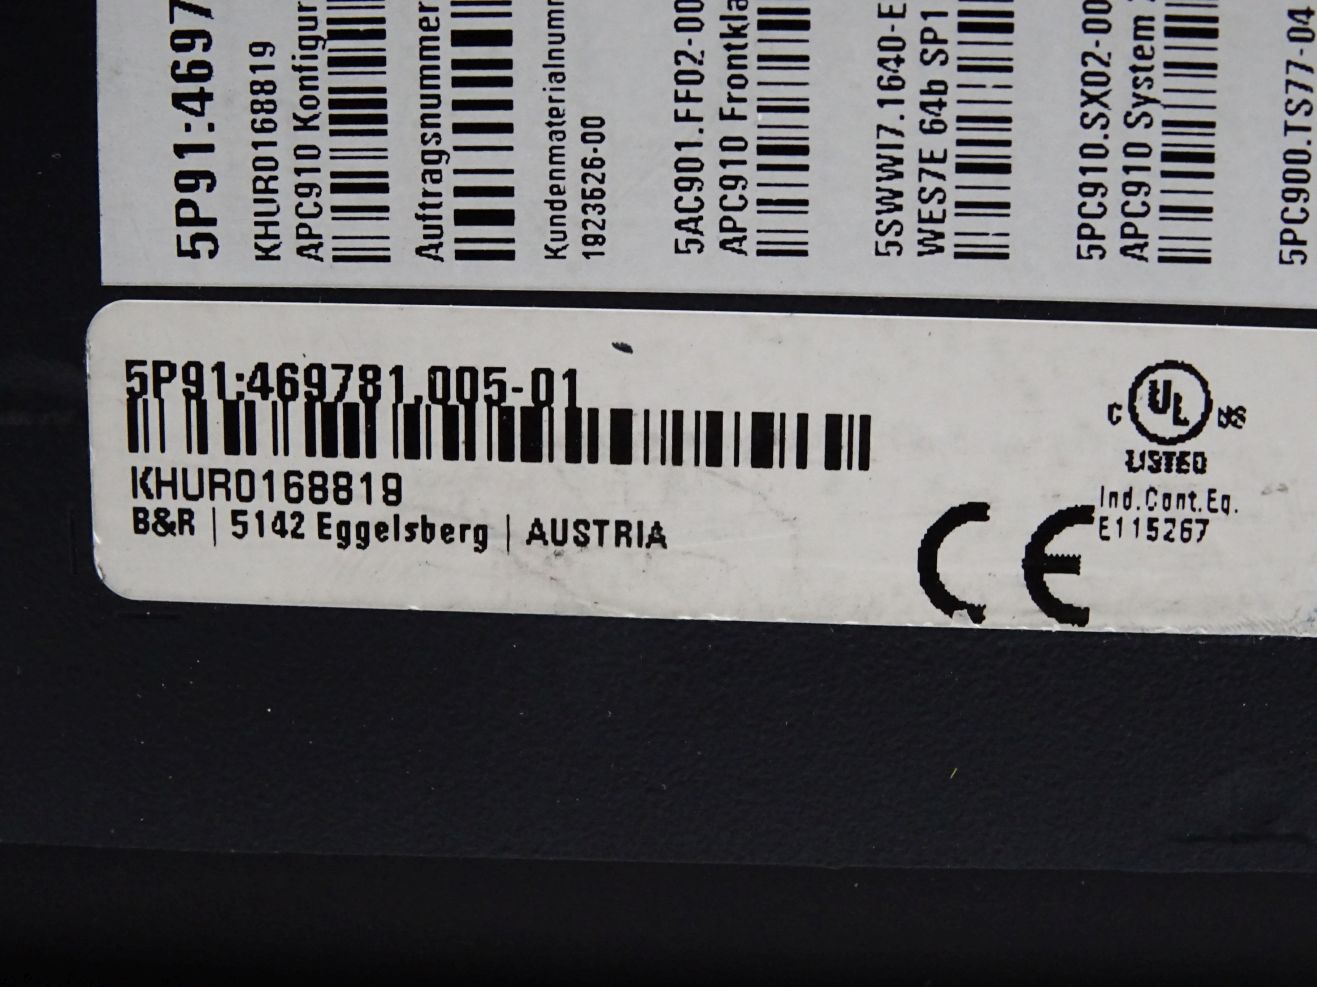 5P91:4697
KHUR0168819
APC910 Konfigur
Auftragsnummer
Kundenmaterialnum
1923526-00
5AC901.FF02-00
APC910 Frontkla
5SWWI7.1640-E
WES7E 64b SP1
5PC910.SX02-00
APC910 System
5PC900.TS77-04
5P91:469781.005-01
KHUR0168819
B&R | 5142 Eggelsberg | AUSTRIA
CE
C UL US
LISTED
Ind.Cont.Eq.
E115267